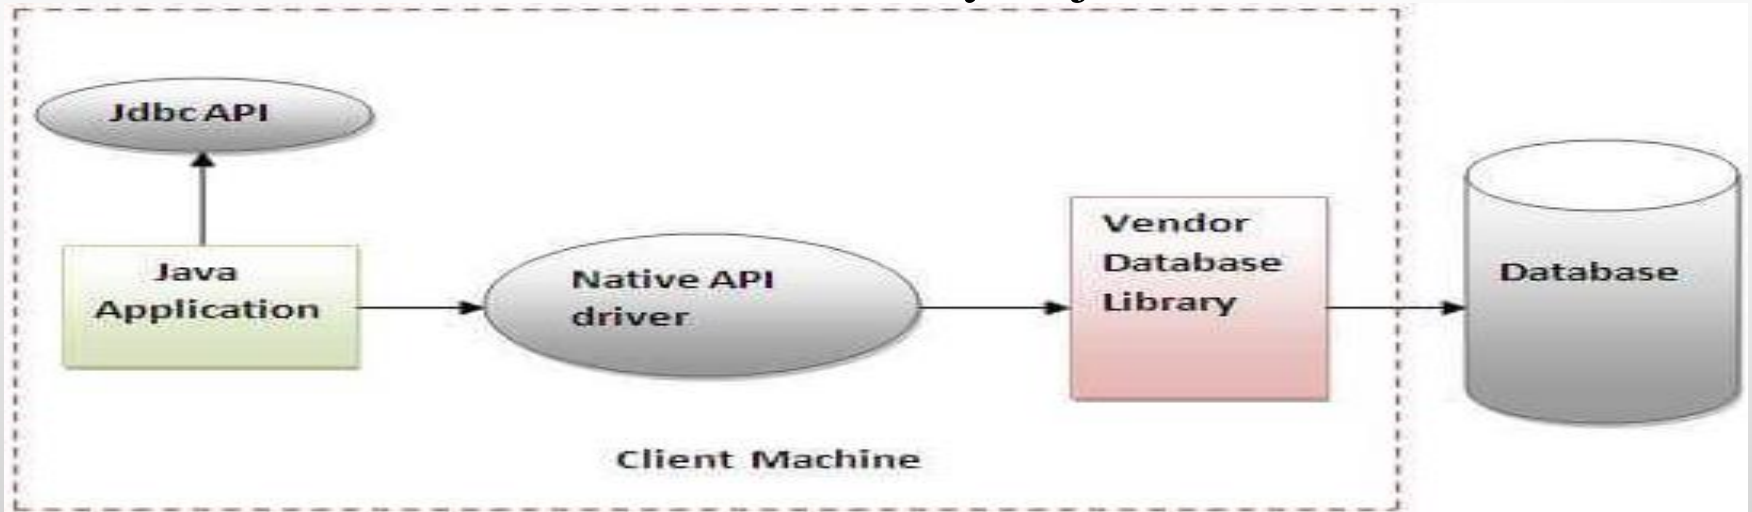 Jdbc API
Java
Application
Native API
driver
Vendor
Database
Library
Database
Client Machine